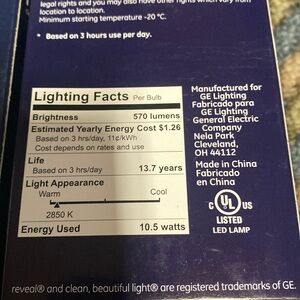 legal rights and you may also have other rights which vary from
location to location.
Minimum starting temperature -20 °C.
* Based on 3 hours use per day.
Lighting Facts Per Bulb
Brightness 570 lumens
Estimated Yearly Energy Cost $1.26
Based on 3 hrs/day, 11¢/kWh
Cost depends on rates and use
Life
Based on 3 hrs/day 13.7 years
Light Appearance
Warm Cool
2850 K
Energy Used 10.5 watts
Manufactured for
GE Lighting
Fabricado para
GE Lighting
General Electric
Company
Nela Park
Cleveland,
OH 44112
Made in China
Fabricado
en China
C UL US
LISTED
LED LAMP
reveal® and clean, beautiful light® are registered trademarks of GE.